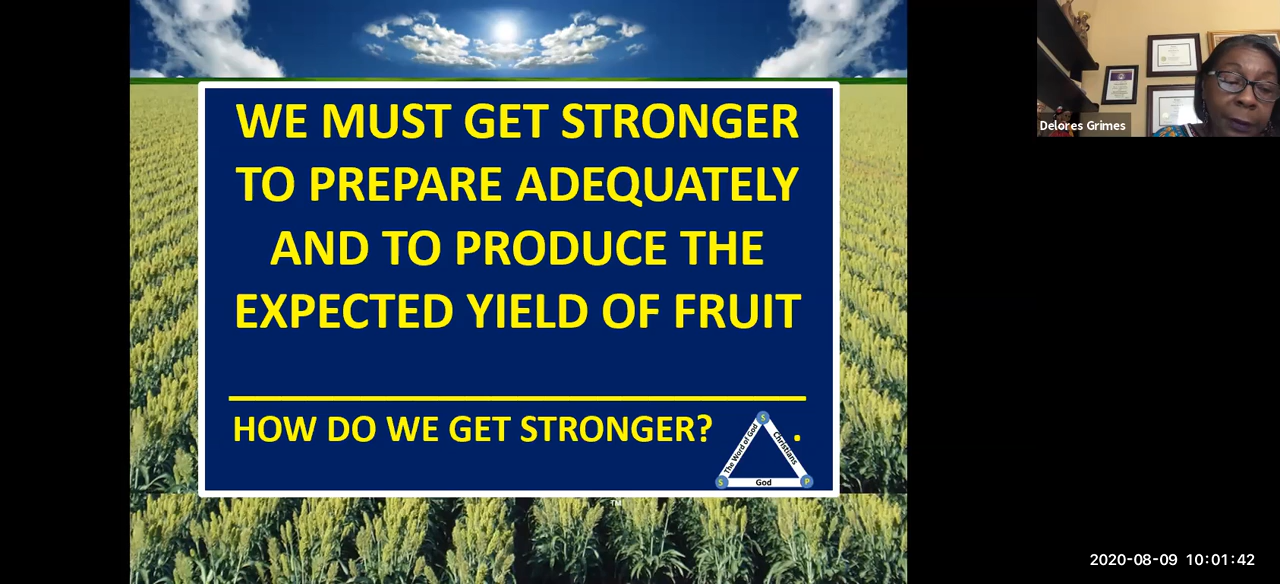 WE MUST GET STRONGER
TO PREPARE ADEQUATELY
AND TO PRODUCE THE
EXPECTED YIELD OF FRUIT
HOW DO WE GET STRONGER? .
S
The Word of God
Christians
S
God
P
TM
Delores Grimes
2020-08-09 10:01:42